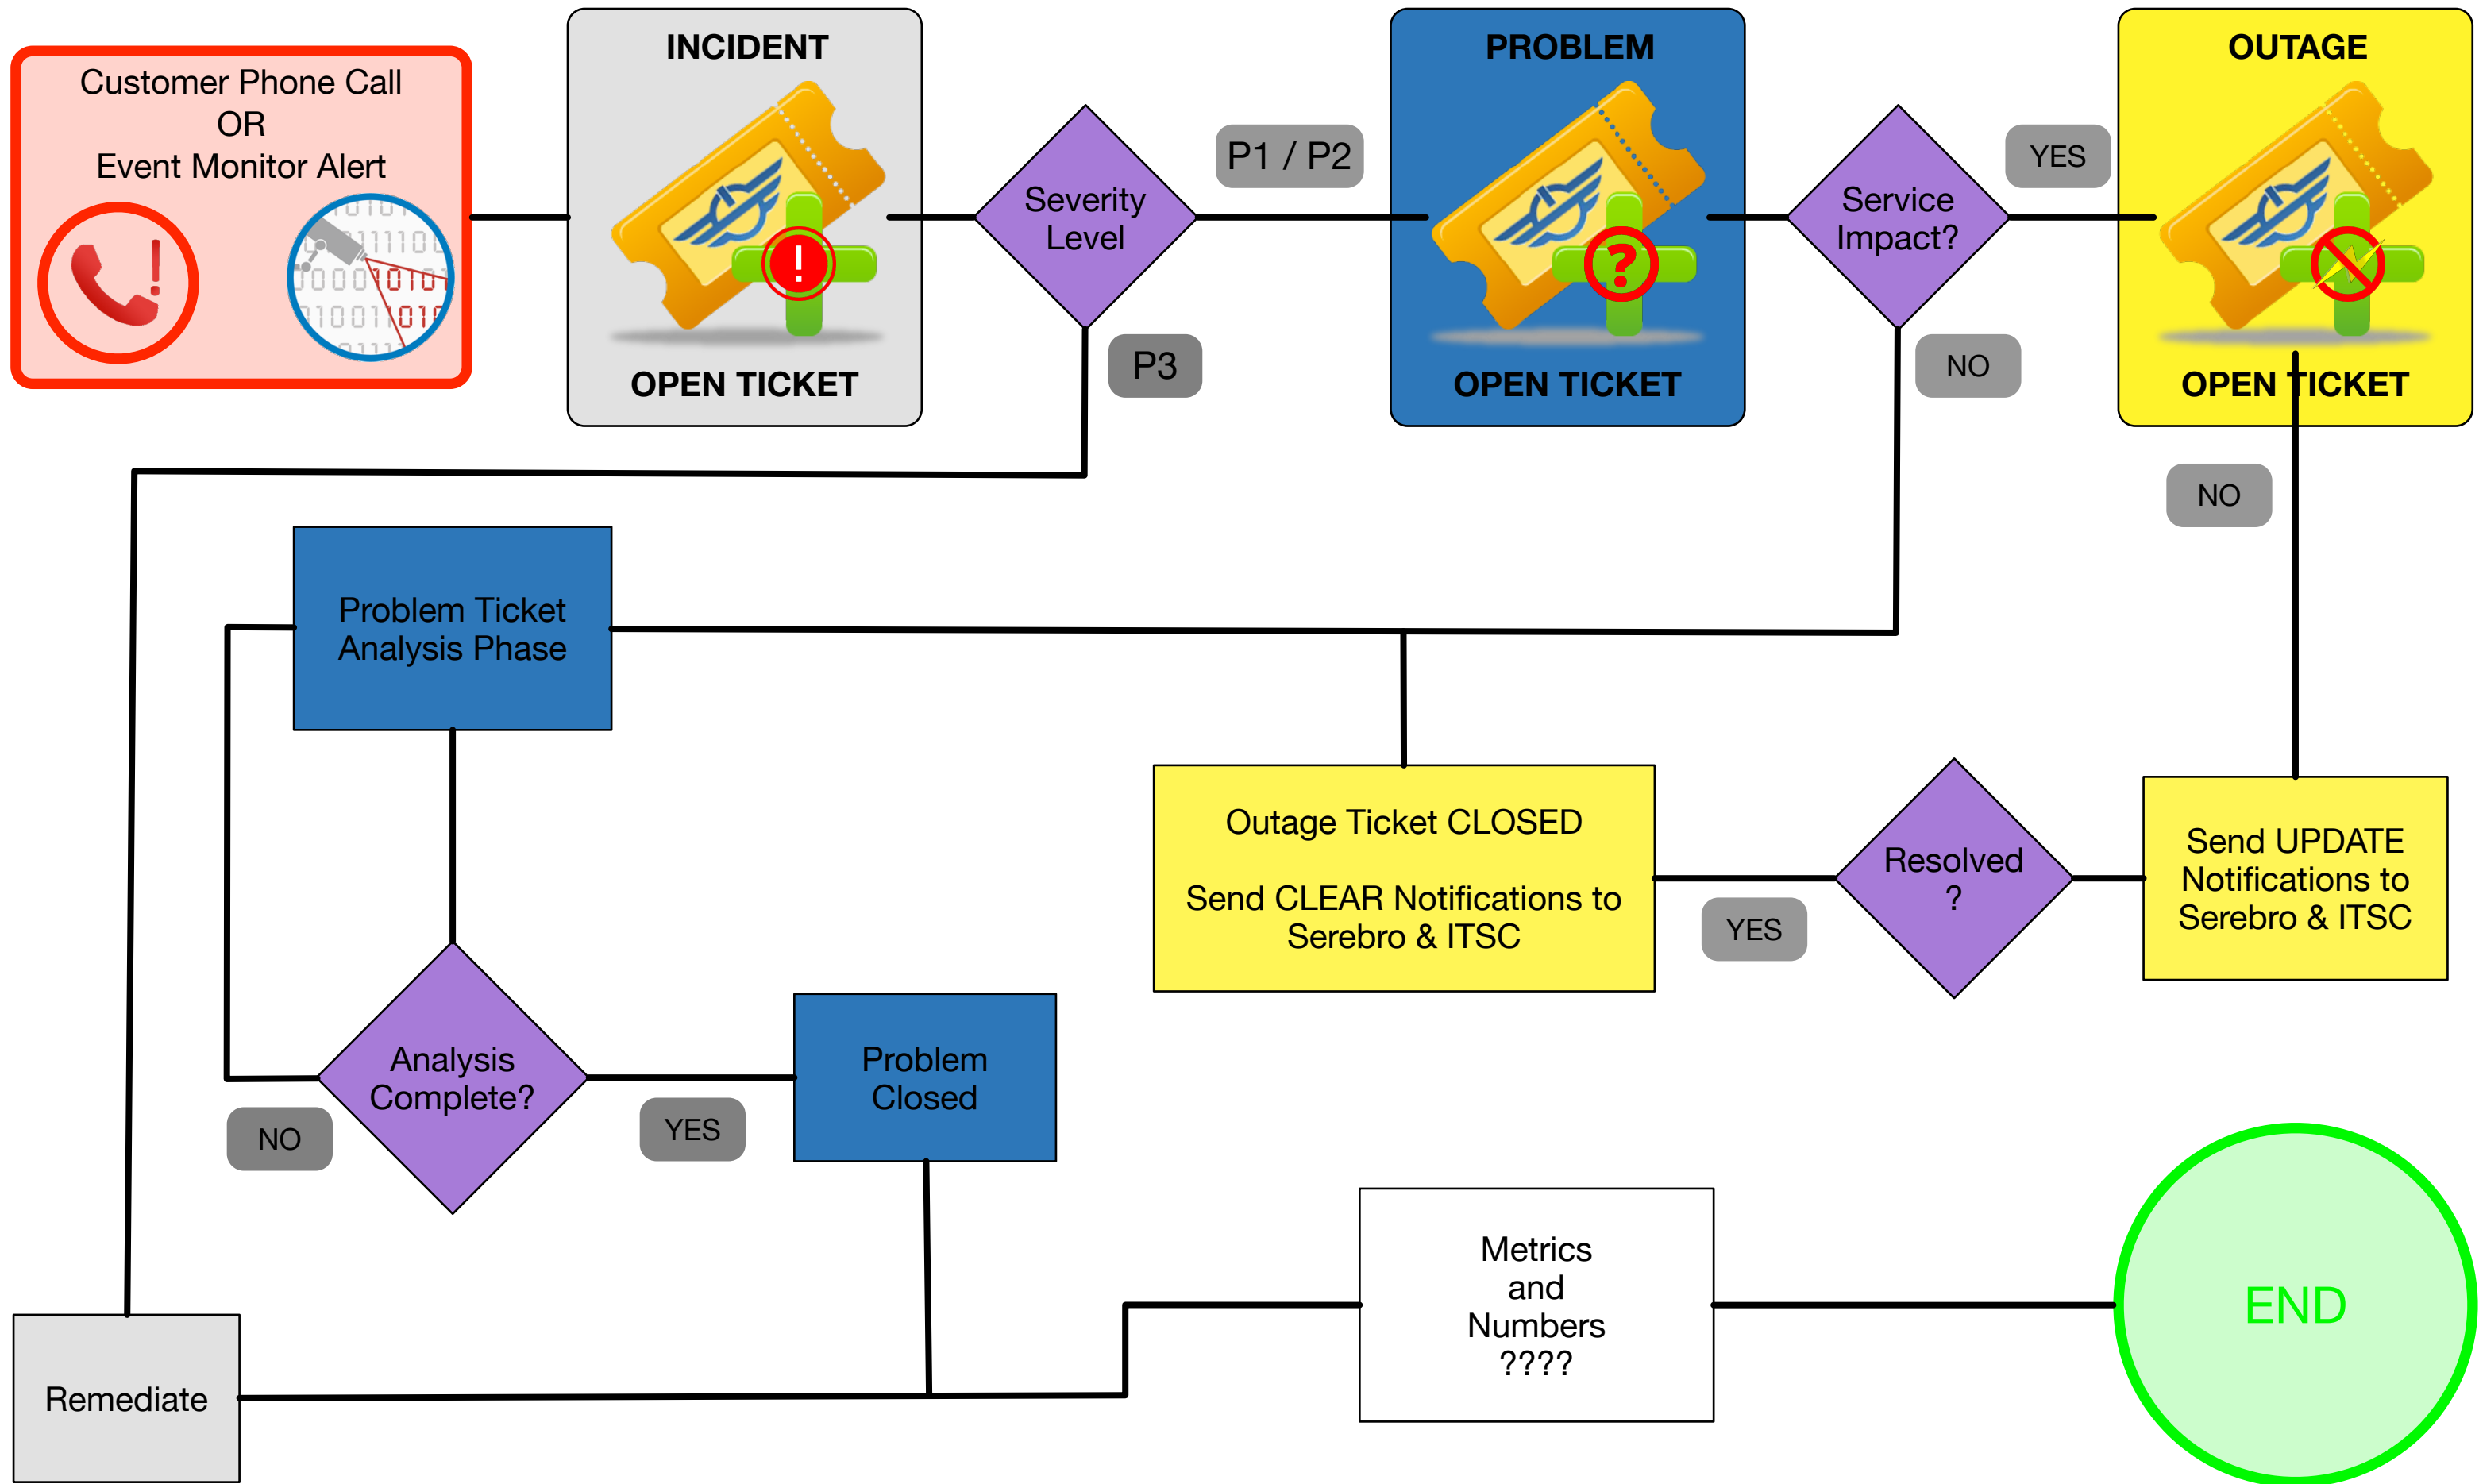 Customer Phone Call
OR
Event Monitor Alert
INCIDENT
OPEN TICKET
Severity
Level
P1 / P2
P3
PROBLEM
OPEN TICKET
Service
Impact?
YES
NO
OUTAGE
OPEN TICKET
NO
Problem Ticket
Analysis Phase
Outage Ticket CLOSED
Send CLEAR Notifications to
Serebro & ITSC
YES
Resolved
?
Send UPDATE
Notifications to
Serebro & ITSC
Analysis
Complete?
NO
YES
Problem
Closed
Remediate
Metrics
and
Numbers
????
END